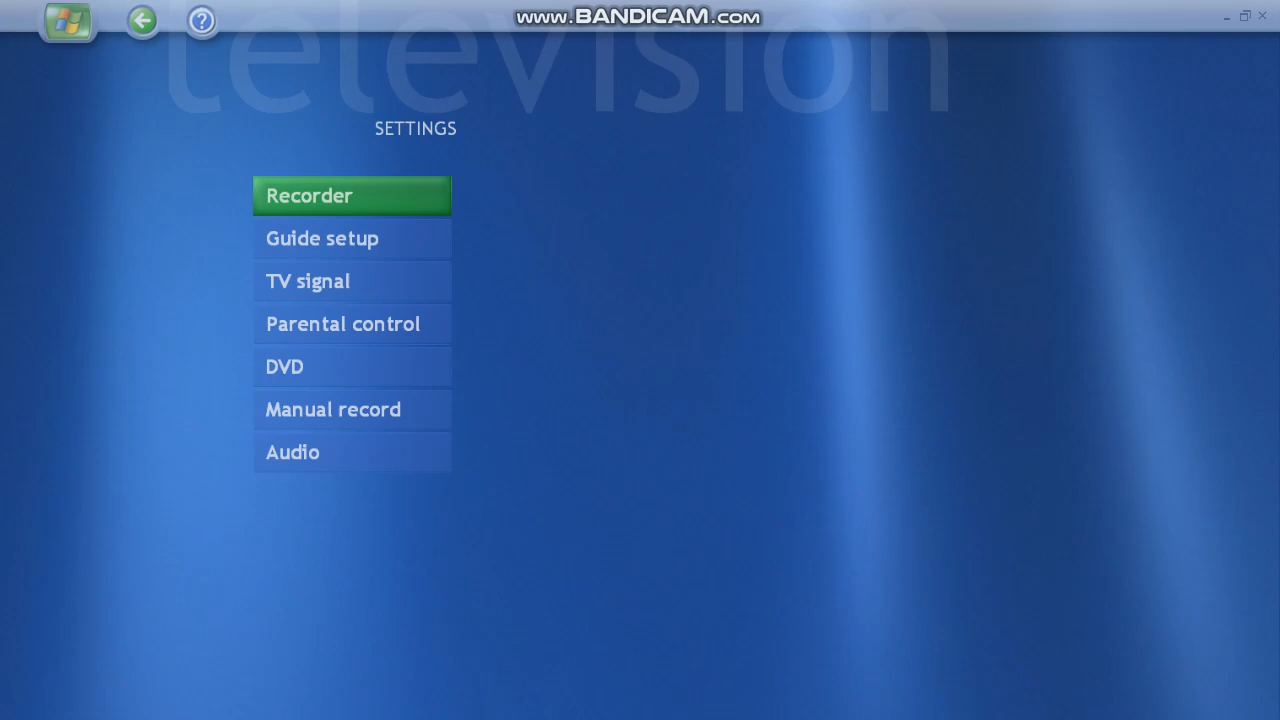 www.BANDICAM.com
television
SETTINGS
Recorder
Guide setup
TV signal
Parental control
DVD
Manual record
Audio